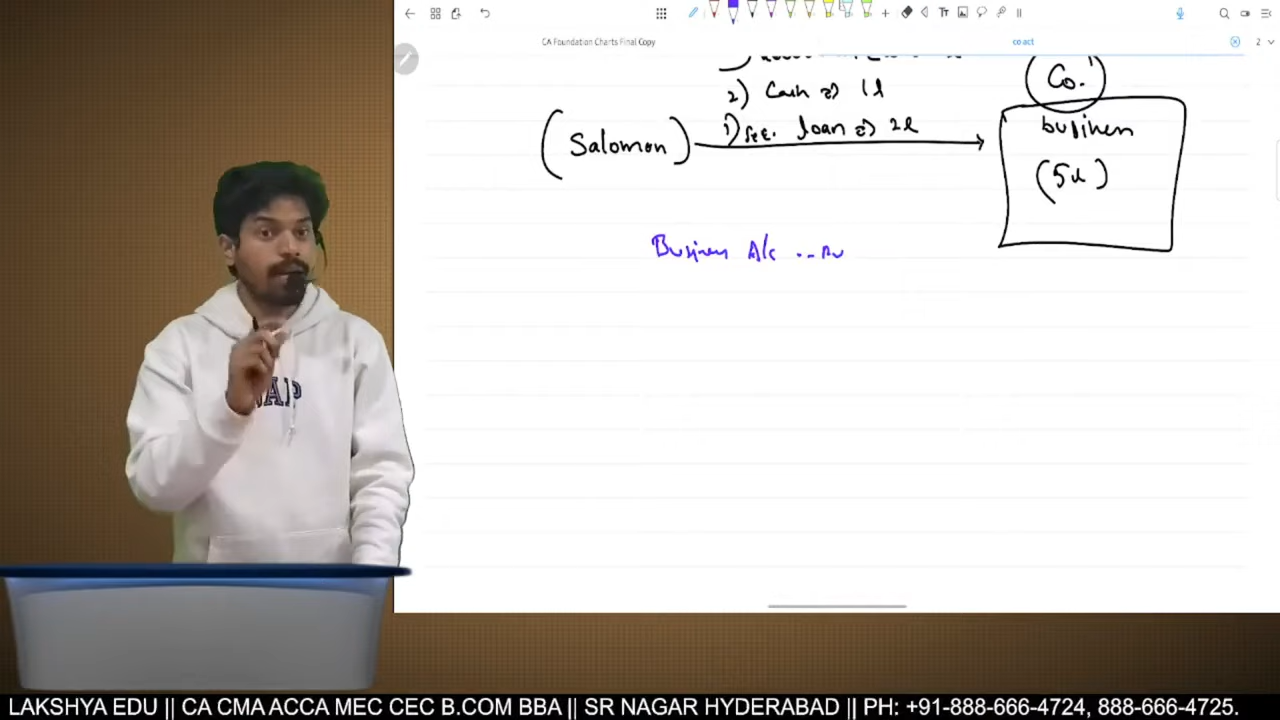 CA Foundation Charts Final Copy
co act
2
2) Cash ⇒ 1l
Co.
(Salomon)
1) Sec. loan ⇒ 2l
business
Business A/c ..
GAP
LAKSHYA EDU || CA CMA ACCA MEC CEC B.COM BBA || SR NAGAR HYDERABAD || PH: +91-888-666-4724, 888-666-4725.